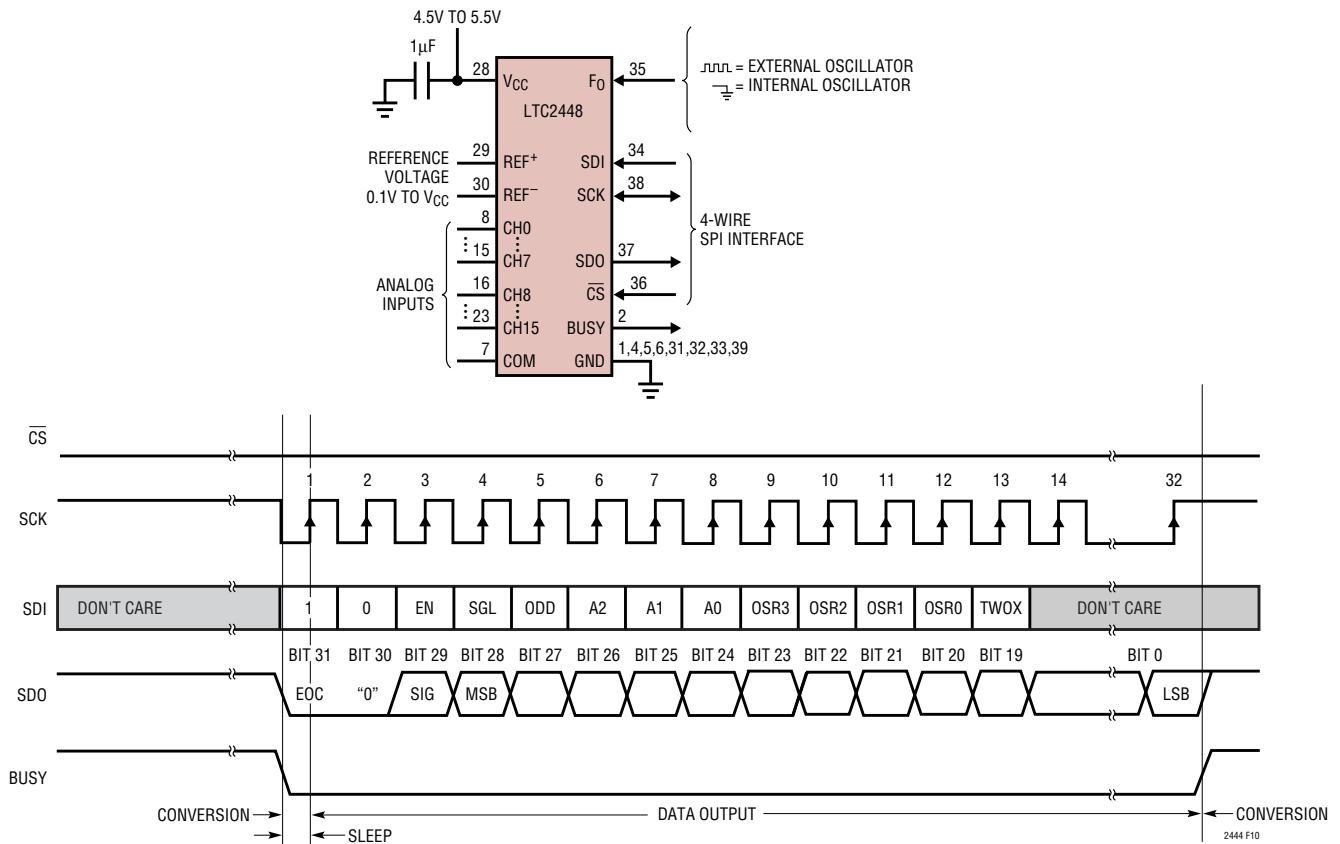 4.5V TO 5.5V
1µF
28
VCC
FO
35
= EXTERNAL OSCILLATOR
= INTERNAL OSCILLATOR
LTC2448
REFERENCE
VOLTAGE
0.1V TO VCC
29
REF+
SDI
34
30
REF–
SCK
38
4-WIRE
SPI INTERFACE
8
CH0
15
CH7
SDO
37
ANALOG
INPUTS
16
CH8
CS
36
23
CH15
BUSY
2
7
COM
GND
1,4,5,6,31,32,33,39
CS
1 2 3 4 5 6 7 8 9 10 11 12 13 14 32
SCK
SDI DON'T CARE 1 0 EN SGL ODD A2 A1 A0 OSR3 OSR2 OSR1 OSR0 TWOX DON'T CARE
BIT 31 BIT 30 BIT 29 BIT 28 BIT 27 BIT 26 BIT 25 BIT 24 BIT 23 BIT 22 BIT 21 BIT 20 BIT 19 BIT 0
SDO EOC “0” SIG MSB LSB
BUSY
CONVERSION DATA OUTPUT CONVERSION
SLEEP
2444 F10